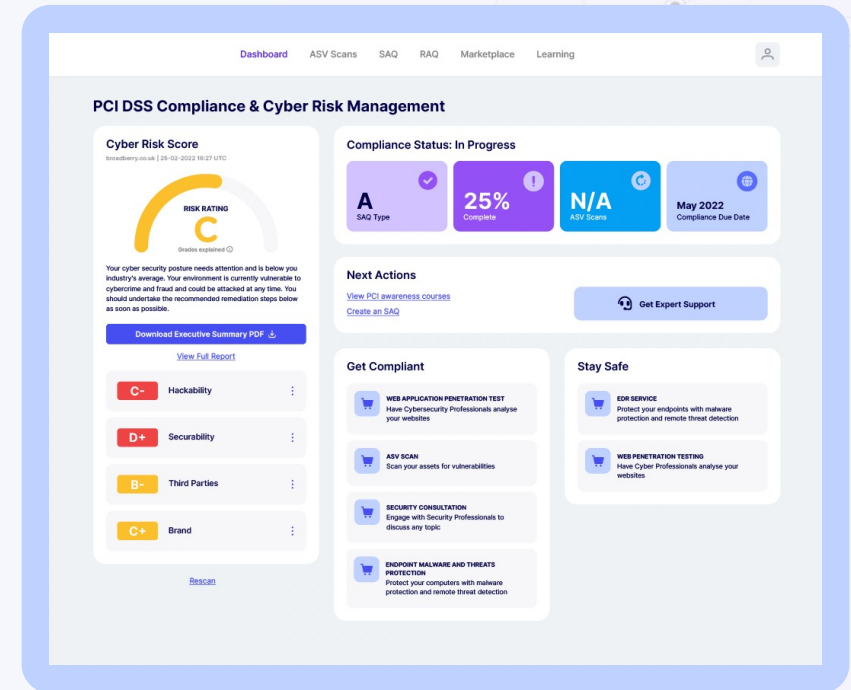 Dashboard
ASV Scans
SAQ
RAQ
Marketplace
Learning
PCI DSS Compliance & Cyber Risk Management
Cyber Risk Score
broadberry.co.uk | 25-02-2022 16:27 UTC
RISK RATING
C
Grades explained
Your cyber security posture needs attention and is below you
industry's average. Your environment is currently vulnerable to
cybercrime and fraud and could be attacked at any time. You
should undertake the recommended remediation steps below
as soon as possible.
Download Executive Summary PDF
View Full Report
C- Hackability
D+ Securability
B- Third Parties
C+ Brand
Rescan
Compliance Status: In Progress
A
SAQ Type
25%
Complete
N/A
ASV Scans
May 2022
Compliance Due Date
Next Actions
View PCI awareness courses
Create an SAQ
Get Expert Support
Get Compliant
WEB APPLICATION PENETRATION TEST
Have Cybersecurity Professionals analyse
your websites
ASV SCAN
Scan your assets for vulnerabilities
SECURITY CONSULTATION
Engage with Security Professionals to
discuss any topic
ENDPOINT MALWARE AND THREATS
PROTECTION
Protect your computers with malware
protection and remote threat detection
Stay Safe
EDR SERVICE
Protect your endpoints with malware
protection and remote threat detection
WEB PENETRATION TESTING
Have Cyber Professionals analyse your
websites